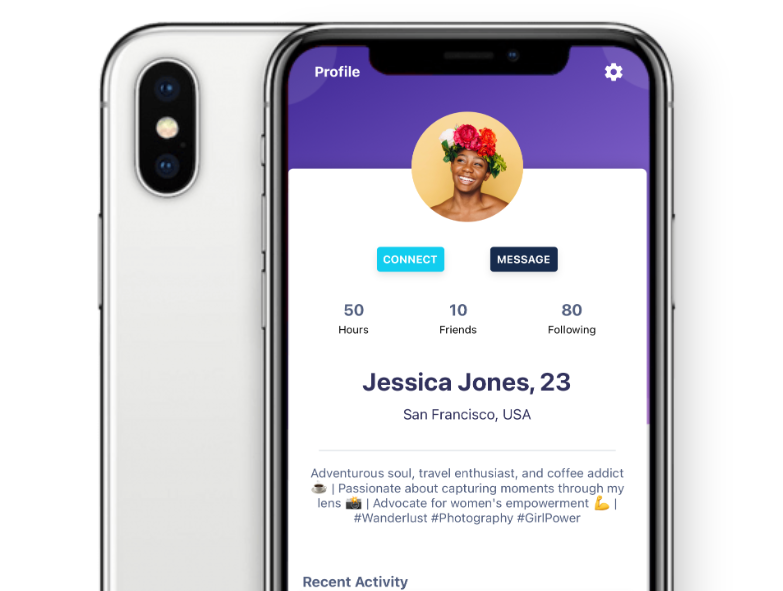 Profile
CONNECT
MESSAGE
50
10
80
Hours
Friends
Following
Jessica Jones, 23
San Francisco, USA
Adventurous soul, travel enthusiast, and coffee addict
☕ | Passionate about capturing moments through my
lens 📸 | Advocate for women's empowerment 💪 |
#Wanderlust #Photography #GirlPower
Recent Activity